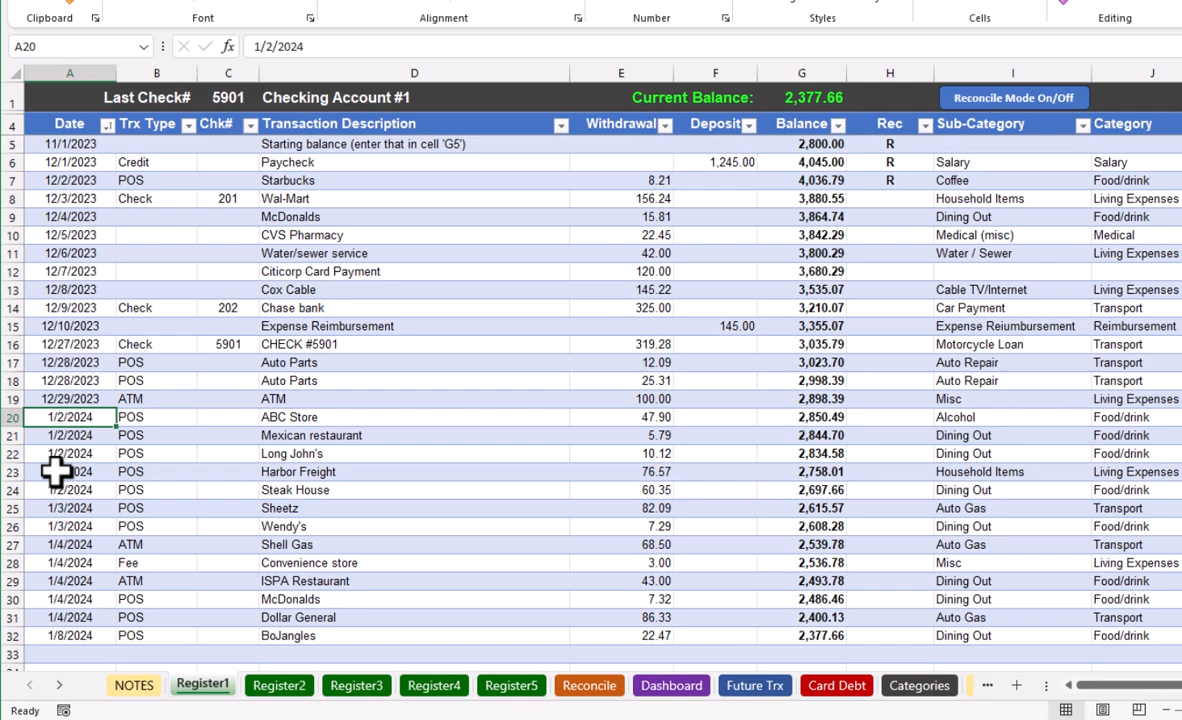 Clipboard Font Alignment Number Styles Cells Editing
A20 fx 1/2/2024
A B C D E F G H I J
1 Last Check# 5901 Checking Account #1 Current Balance: 2,377.66 Reconcile Mode On/Off
4 Date Trx Type Chk# Transaction Description Withdrawal Deposit Balance Rec Sub-Category Category
5 11/1/2023 Starting balance (enter that in cell 'G5') 2,800.00 R
6 12/1/2023 Credit Paycheck 1,245.00 4,045.00 R Salary Salary
7 12/2/2023 POS Starbucks 8.21 4,036.79 R Coffee Food/drink
8 12/3/2023 Check 201 Wal-Mart 156.24 3,880.55 Household Items Living Expenses
9 12/4/2023 McDonalds 15.81 3,864.74 Dining Out Food/drink
10 12/5/2023 CVS Pharmacy 22.45 3,842.29 Medical (misc) Medical
11 12/6/2023 Water/sewer service 42.00 3,800.29 Water / Sewer Living Expenses
12 12/7/2023 Citicorp Card Payment 120.00 3,680.29
13 12/8/2023 Cox Cable 145.22 3,535.07 Cable TV/Internet Living Expenses
14 12/9/2023 Check 202 Chase bank 325.00 3,210.07 Car Payment Transport
15 12/10/2023 Expense Reimbursement 145.00 3,355.07 Expense Reiumbursement Reimbursement
16 12/27/2023 Check 5901 CHECK #5901 319.28 3,035.79 Motorcycle Loan Transport
17 12/28/2023 POS Auto Parts 12.09 3,023.70 Auto Repair Transport
18 12/28/2023 POS Auto Parts 25.31 2,998.39 Auto Repair Transport
19 12/29/2023 ATM ATM 100.00 2,898.39 Misc Living Expenses
20 1/2/2024 POS ABC Store 47.90 2,850.49 Alcohol Food/drink
21 1/2/2024 POS Mexican restaurant 5.79 2,844.70 Dining Out Food/drink
22 1/2/2024 POS Long John's 10.12 2,834.58 Dining Out Food/drink
23 POS Harbor Freight 76.57 2,758.01 Household Items Living Expenses
24 1/2/2024 POS Steak House 60.35 2,697.66 Dining Out Food/drink
25 1/3/2024 POS Sheetz 82.09 2,615.57 Auto Gas Transport
26 1/3/2024 POS Wendy's 7.29 2,608.28 Dining Out Food/drink
27 1/4/2024 ATM Shell Gas 68.50 2,539.78 Auto Gas Transport
28 1/4/2024 Fee Convenience store 3.00 2,536.78 Misc Living Expenses
29 1/4/2024 ATM ISPA Restaurant 43.00 2,493.78 Dining Out Food/drink
30 1/4/2024 POS McDonalds 7.32 2,486.46 Dining Out Food/drink
31 1/4/2024 POS Dollar General 86.33 2,400.13 Auto Gas Transport
32 1/8/2024 POS BoJangles 22.47 2,377.66 Dining Out Food/drink
33
NOTES Register1 Register2 Register3 Register4 Register5 Reconcile Dashboard Future Trx Card Debt Categories
Ready